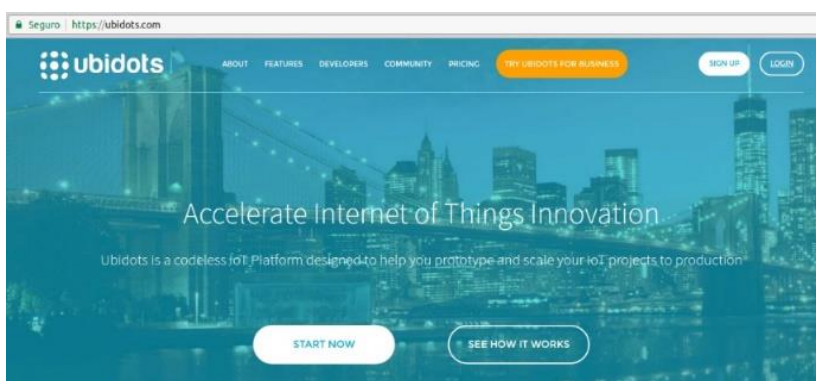 Seguro https://ubidots.com
ubidots ABOUT FEATURES DEVELOPERS COMMUNITY PRICING TRY UBIDOTS FOR BUSINESS SIGN UP LOGIN
Accelerate Internet of Things Innovation
Ubidots is a codeless IoT Platform designed to help you prototype and scale your IoT projects to production
START NOW SEE HOW IT WORKS